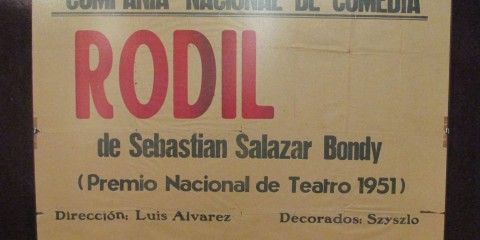 COMPAÑIA NACIONAL DE COMEDIA
RODIL
de Sebastian Salazar Bondy
(Premio Nacional de Teatro 1951)
Dirección: Luis Alvarez Decorados: Szyszlo